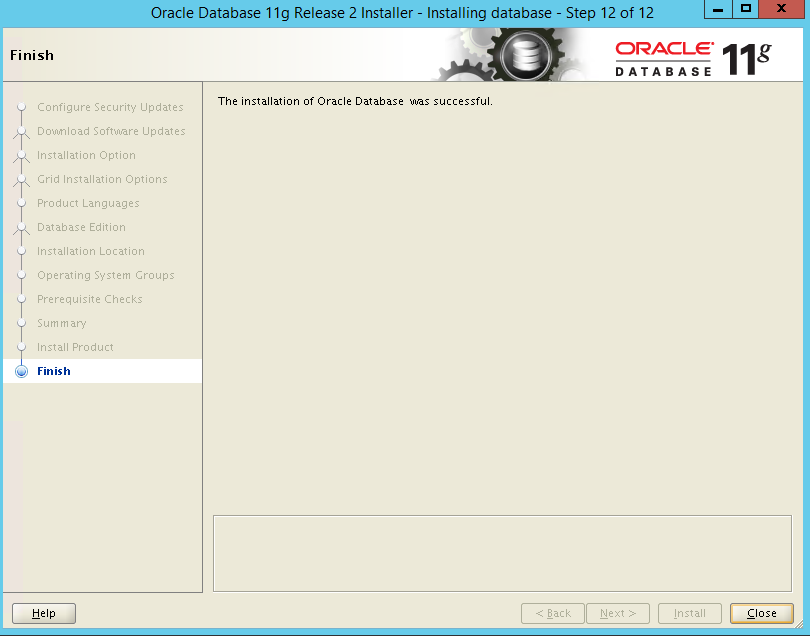 Oracle Database 11g Release 2 Installer - Installing database - Step 12 of 12
Finish
ORACLE DATABASE 11g
Configure Security Updates
Download Software Updates
Installation Option
Grid Installation Options
Product Languages
Database Edition
Installation Location
Operating System Groups
Prerequisite Checks
Summary
Install Product
Finish
The installation of Oracle Database was successful.
Help
< Back
Next >
Install
Close